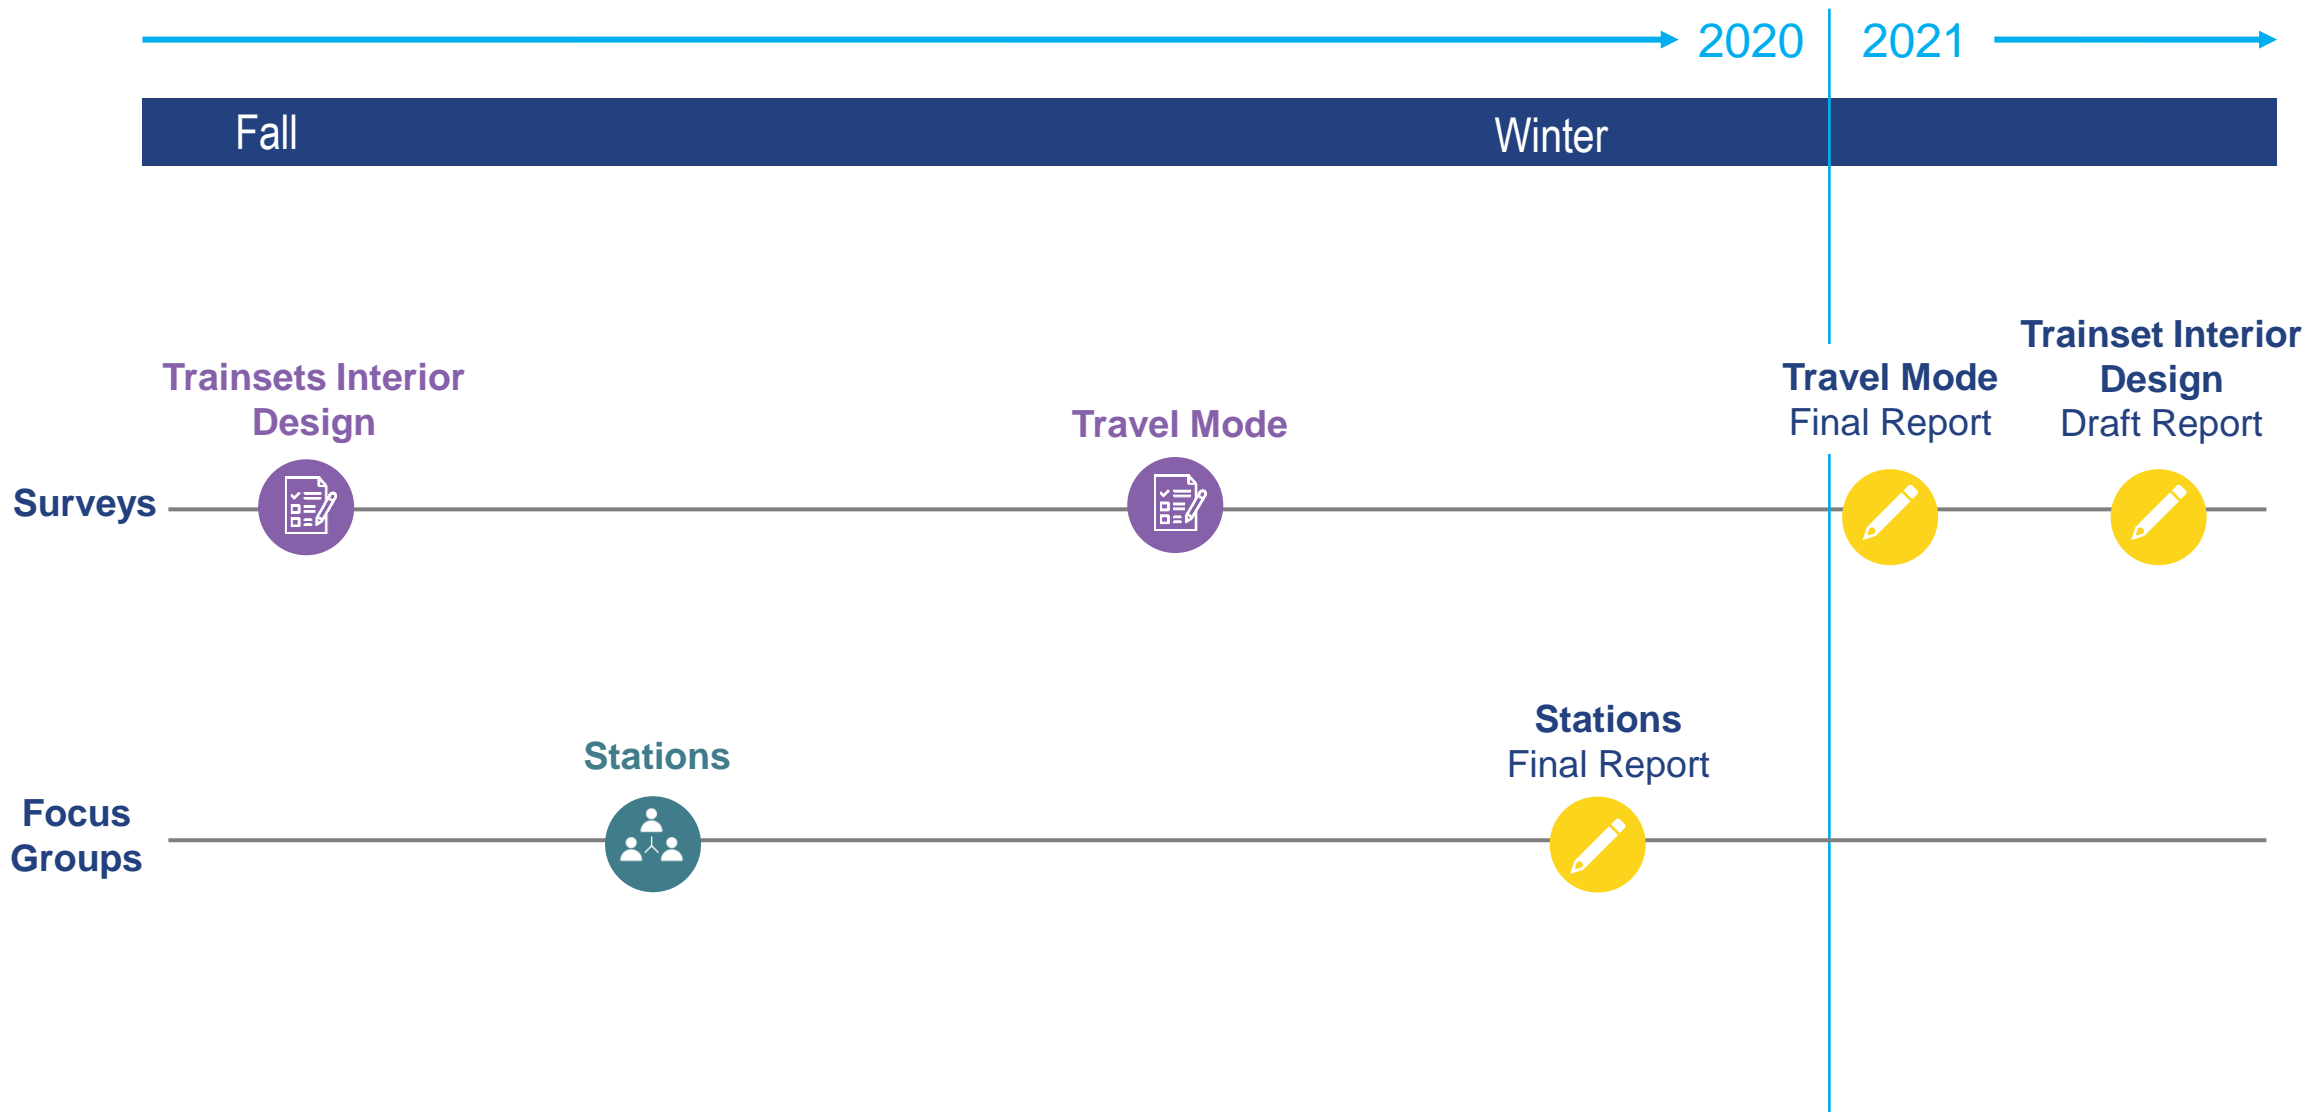 2020
2021
Fall
Winter
Trainsets Interior
Design
Travel Mode
Travel Mode
Final Report
Trainset Interior
Design
Draft Report
Surveys
Stations
Stations
Final Report
Focus
Groups